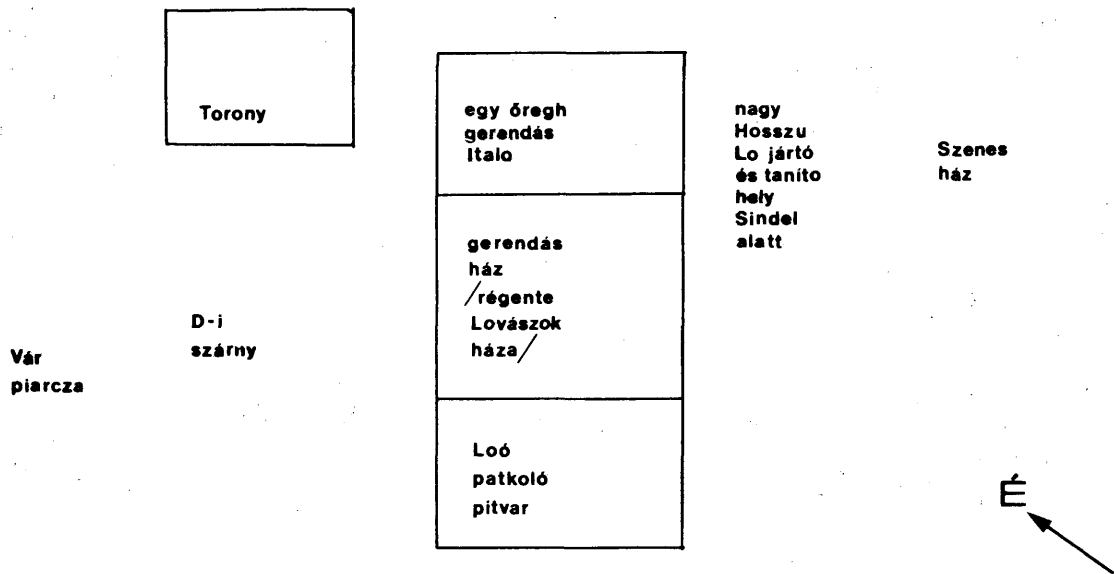 Torony
egy őregh
gerendás
Italo
nagy
Hosszu
Lo jártó
és taníto
hely
Sindel
alatt
Szenes
ház
gerendás
ház
/régente
Lovászok
háza/
D-i
szárny
Vár
piarcza
Loó
patkoló
pitvar
É